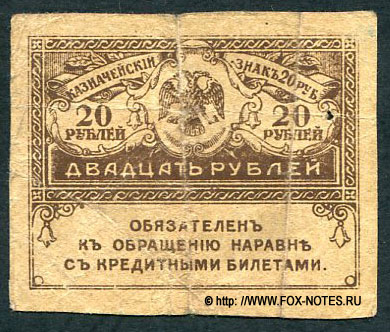 КАЗНАЧЕЙСКІЙ ЗНАКЪ 20 РУБ.
20 20
РУБЛЕЙ РУБЛЕЙ
ДВАДЦАТЬ РУБЛЕЙ
ОБЯЗАТЕЛЕНЪ
КЪ ОБРАЩЕНІЮ НАРАВНѢ
СЪ КРЕДИТНЫМИ БИЛЕТАМИ.
© WWW.FOX-NOTES.RU